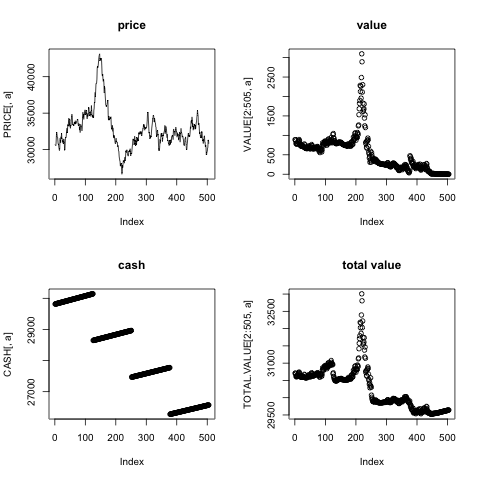 price
PRICE[, a]
30000 35000 40000
0 100 200 300 400 500
Index
value
VALUE[2:505, a]
0 500 1500 2500
0 100 200 300 400 500
Index
cash
CASH[, a]
27000 29000
0 100 200 300 400 500
Index
total value
TOTAL.VALUE[2:505, a]
29500 31000 32500
0 100 200 300 400 500
Index